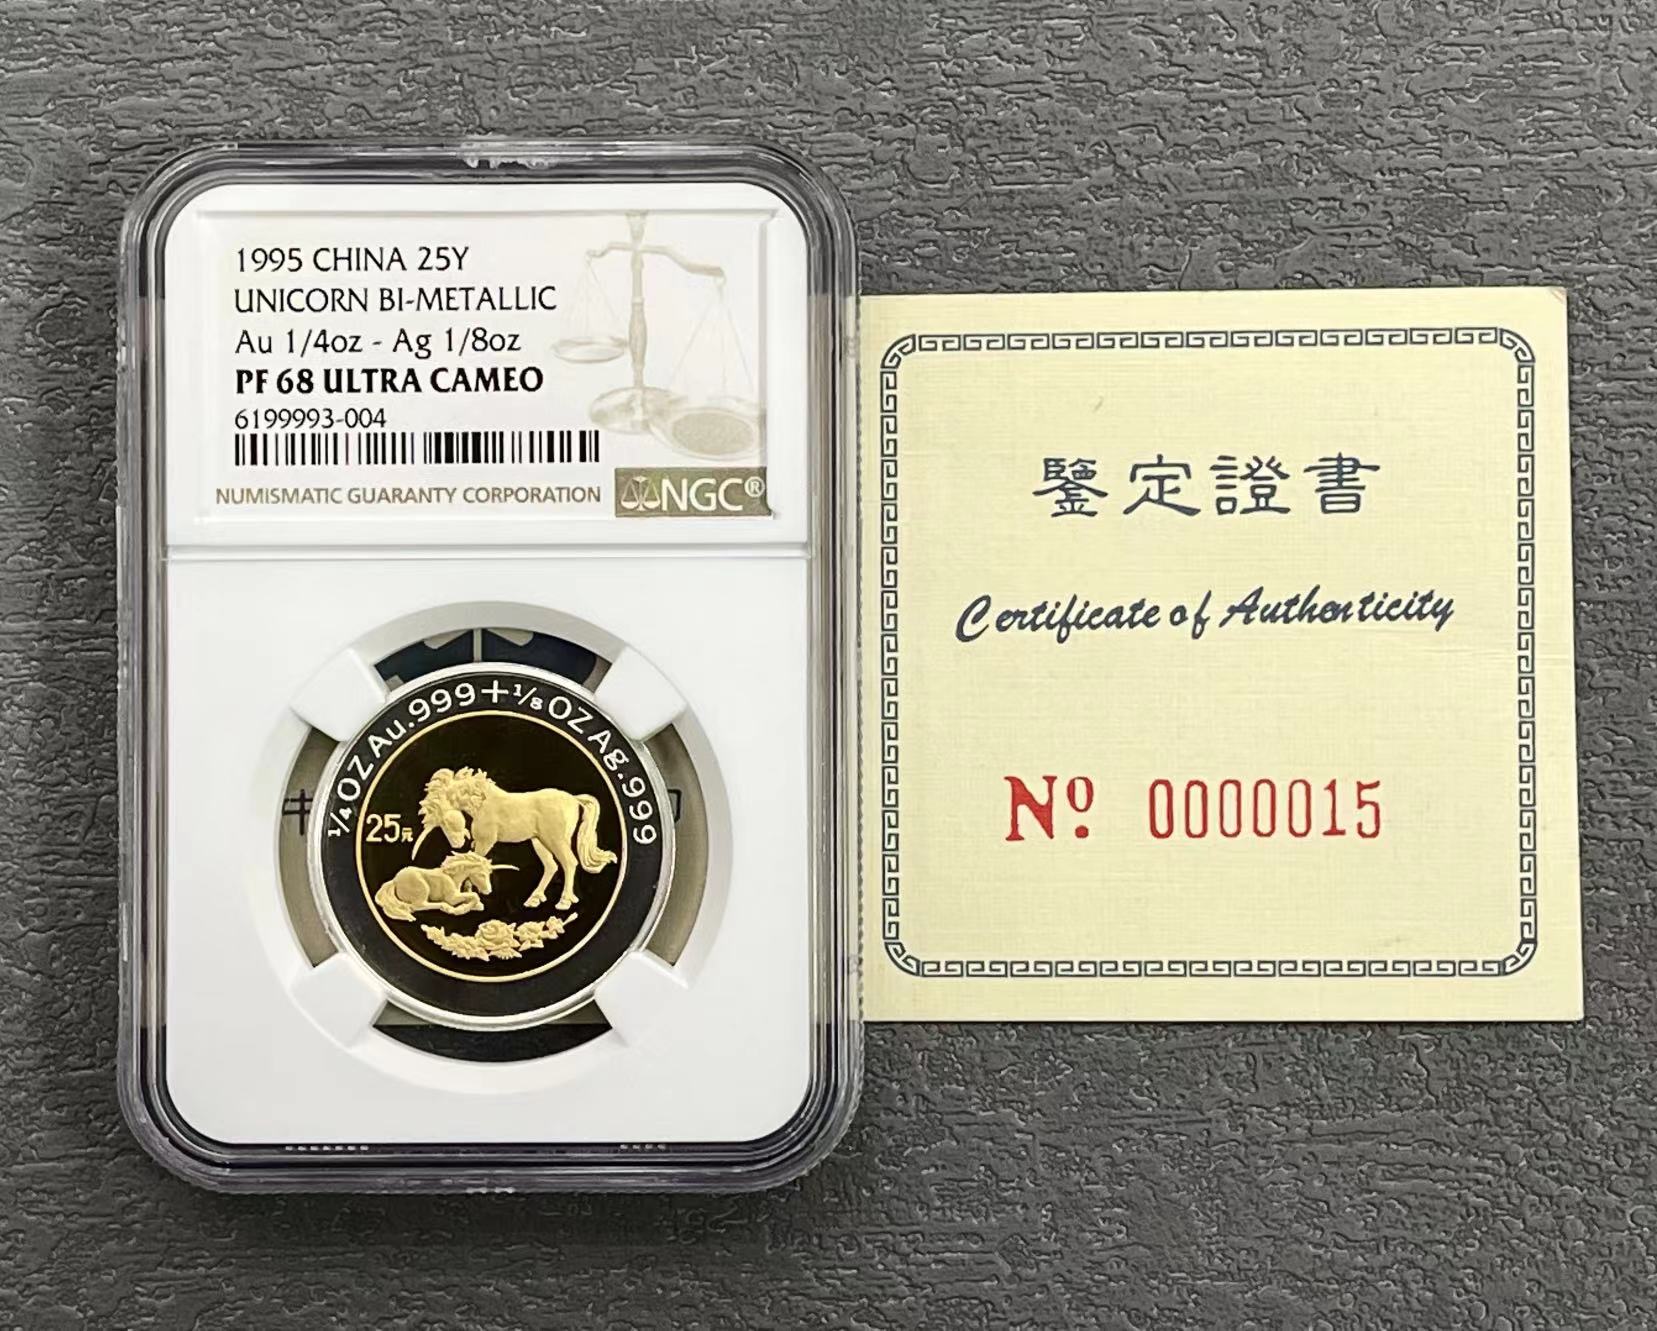 1995 CHINA 25Y
UNICORN BI-METALLIC
Au 1/4oz - Ag 1/8oz
PF 68 ULTRA CAMEO
6199993-004
NUMISMATIC GUARANTY CORPORATION
NGC®
1/4OZ Au.999+1/8OZ Ag.999
25元
鑒定證書
Certificate of Authenticity
Nº 0000015